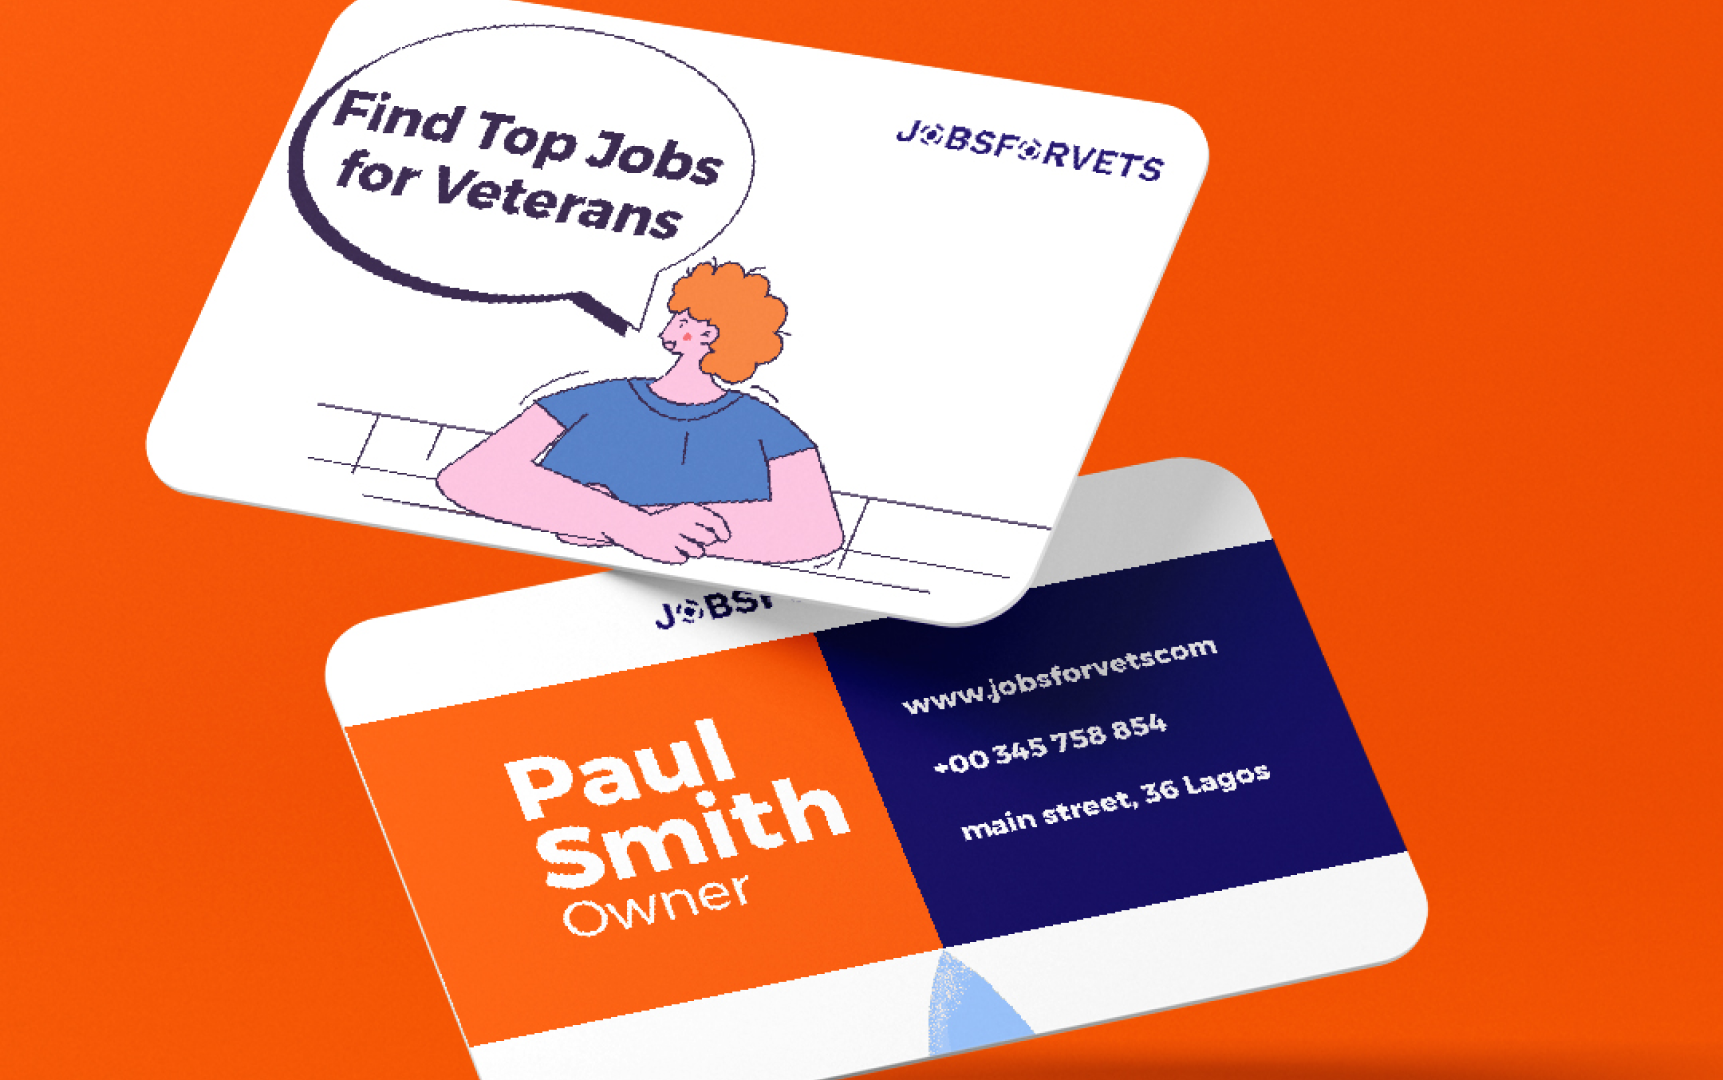 Find Top Jobs
for Veterans
JOBSFORVETS
JOBSF
www.jobsforvetscom
+00 345 758 854
main street, 36 Lagos
Paul
Smith
Owner